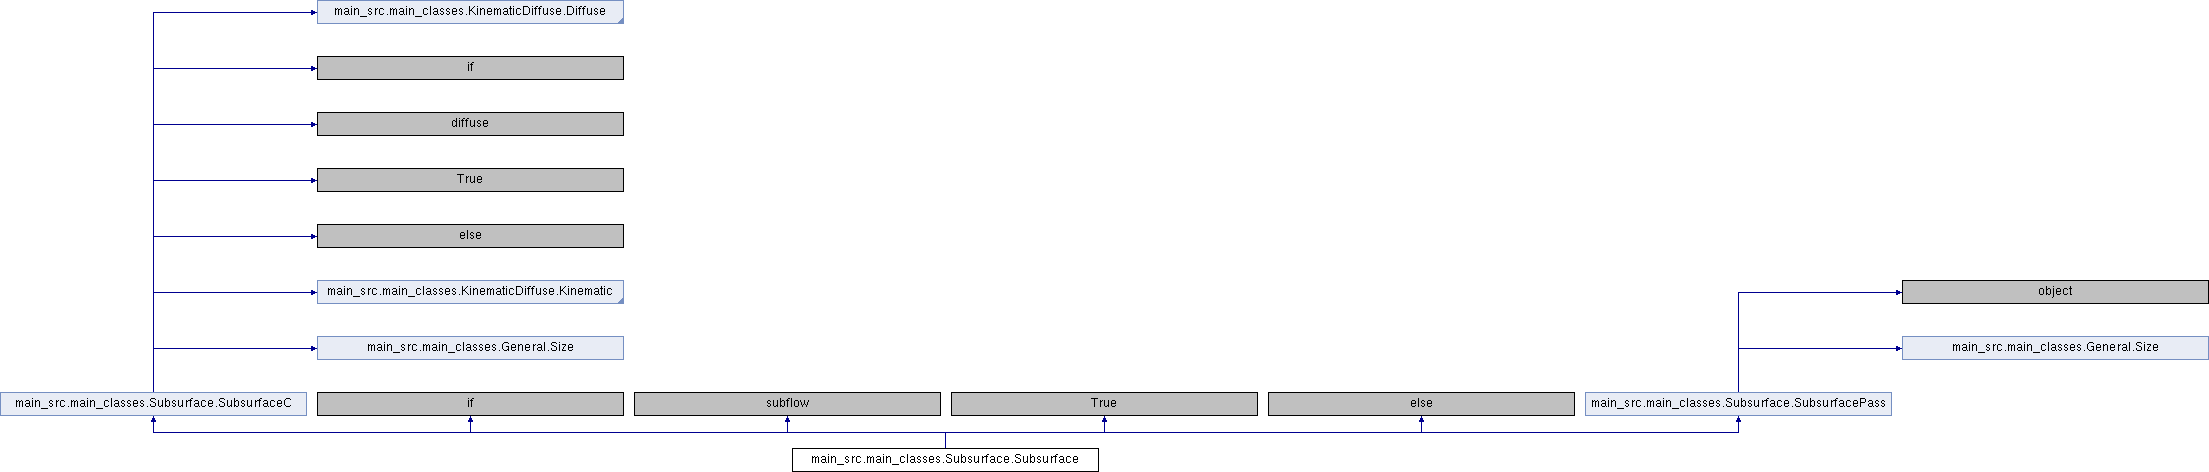 main_src.main_classes.KinematicDiffuse.Diffuse
if
diffuse
True
else
main_src.main_classes.KinematicDiffuse.Kinematic
object
main_src.main_classes.General.Size
main_src.main_classes.General.Size
main_src.main_classes.Subsurface.SubsurfaceC
if
subflow
True
else
main_src.main_classes.Subsurface.SubsurfacePass
main_src.main_classes.Subsurface.Subsurface